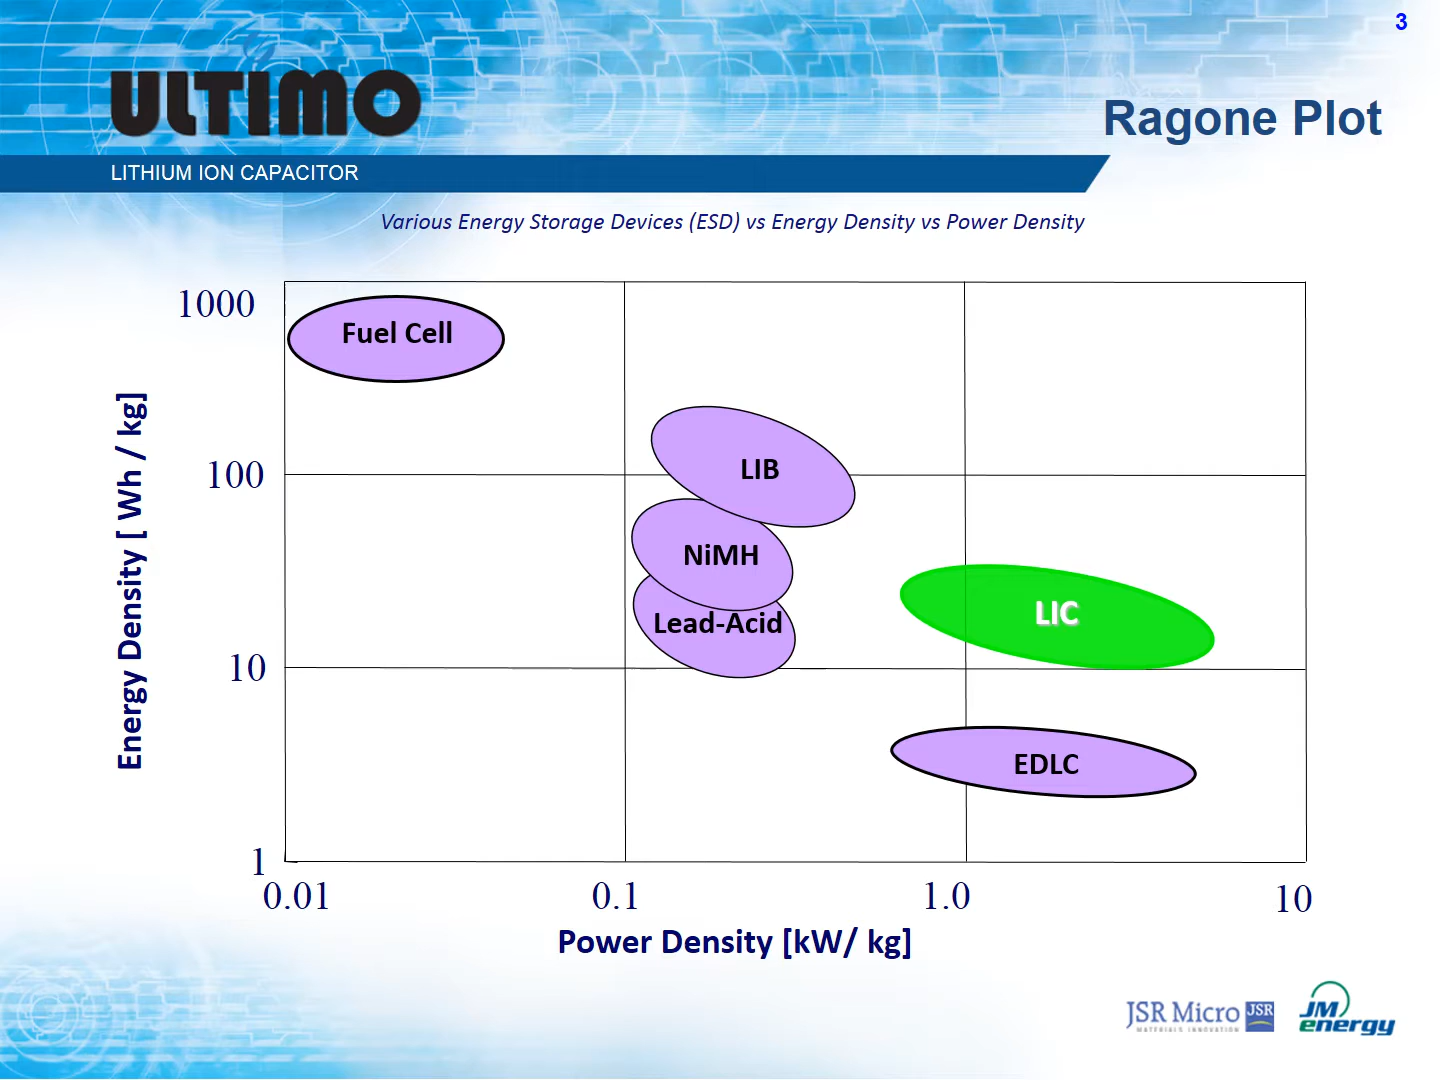 3
ULTIMO
Ragone Plot
LITHIUM ION CAPACITOR
Various Energy Storage Devices (ESD) vs Energy Density vs Power Density
1000
Fuel Cell
Energy Density [ Wh / kg]
100
LIB
NiMH
LIC
Lead-Acid
10
EDLC
1
0.01
0.1
1.0
10
Power Density [kW/ kg]
JSR Micro JSR
MATERIALS INNOVATION
JM
energy